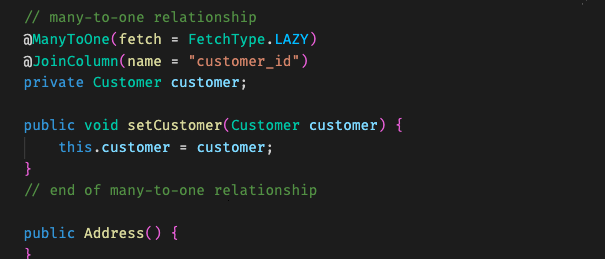 // many-to-one relationship
@ManyToOne(fetch = FetchType.LAZY)
@JoinColumn(name = "customer_id")
private Customer customer;
public void setCustomer(Customer customer) {
this.customer = customer;
}
// end of many-to-one relationship
public Address() {
}